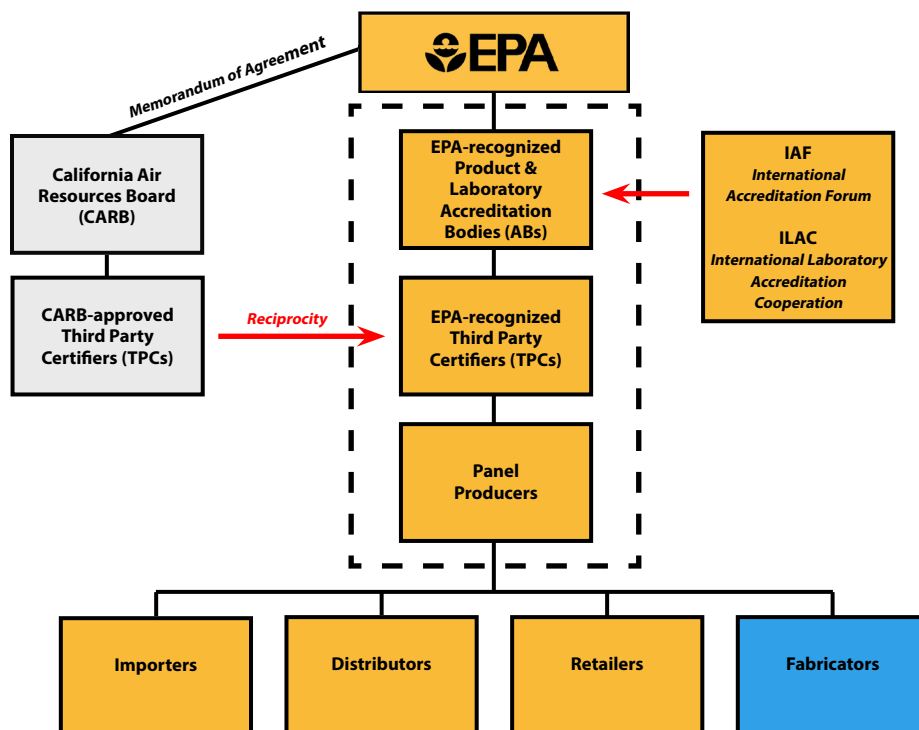 EPA
Memorandum of Agreement
California Air
Resources Board
(CARB)
EPA-recognized
Product &
Laboratory
Accreditation
Bodies (ABs)
IAF
International
Accreditation Forum
ILAC
International Laboratory
Accreditation
Cooperation
CARB-approved
Third Party
Certifiers (TPCs)
Reciprocity
EPA-recognized
Third Party
Certifiers (TPCs)
Panel
Producers
Importers
Distributors
Retailers
Fabricators